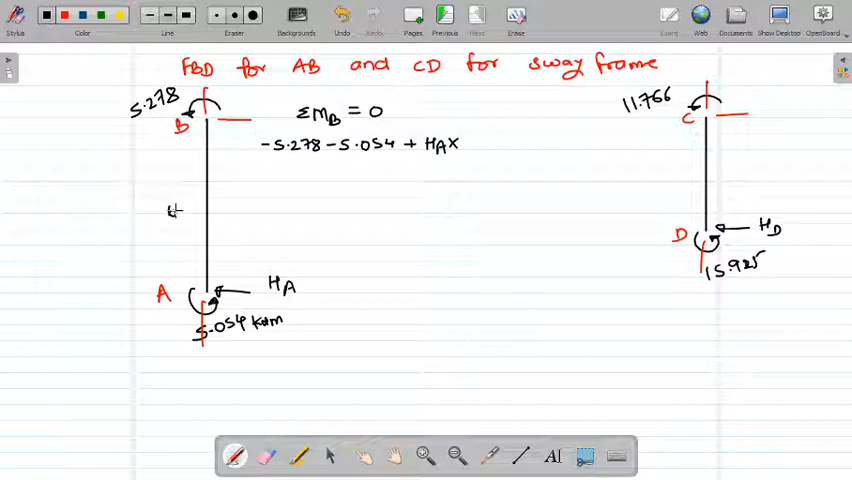 Stylus
Color
Line
Eraser
Backgrounds
Undo
Redo
Pages
Previous
Next
Erase
Board
Web
Documents
Show Desktop
OpenBoard
FBD for AB and CD for sway frame
5.278
B
ΣMB = 0
-5.278 - 5.054 + HA×
11.766
C
D
HD
15.925
A
HA
5.054 kNm